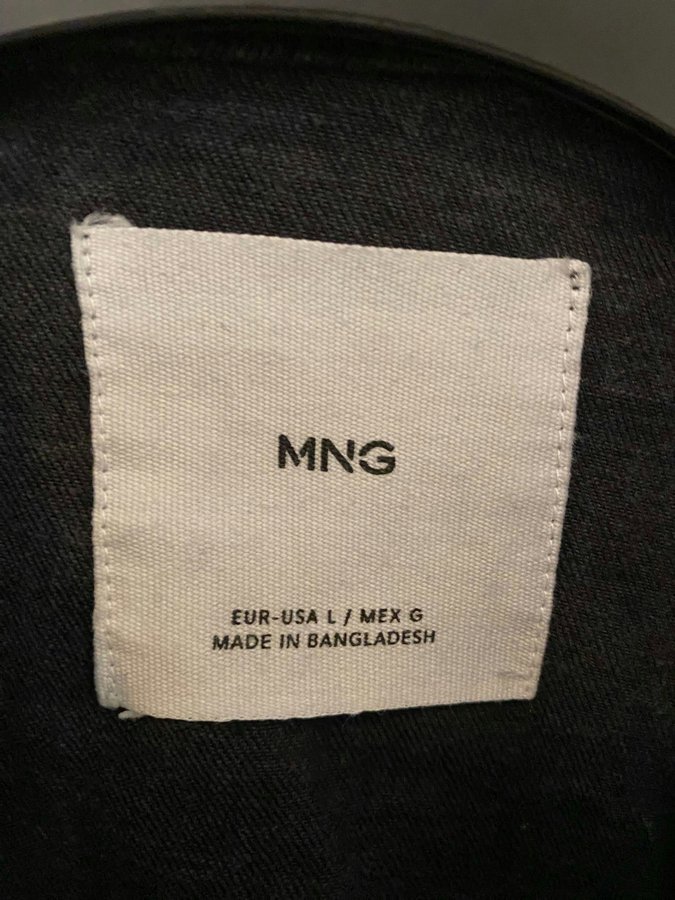 MNG
EUR-USA L / MEX G
MADE IN BANGLADESH